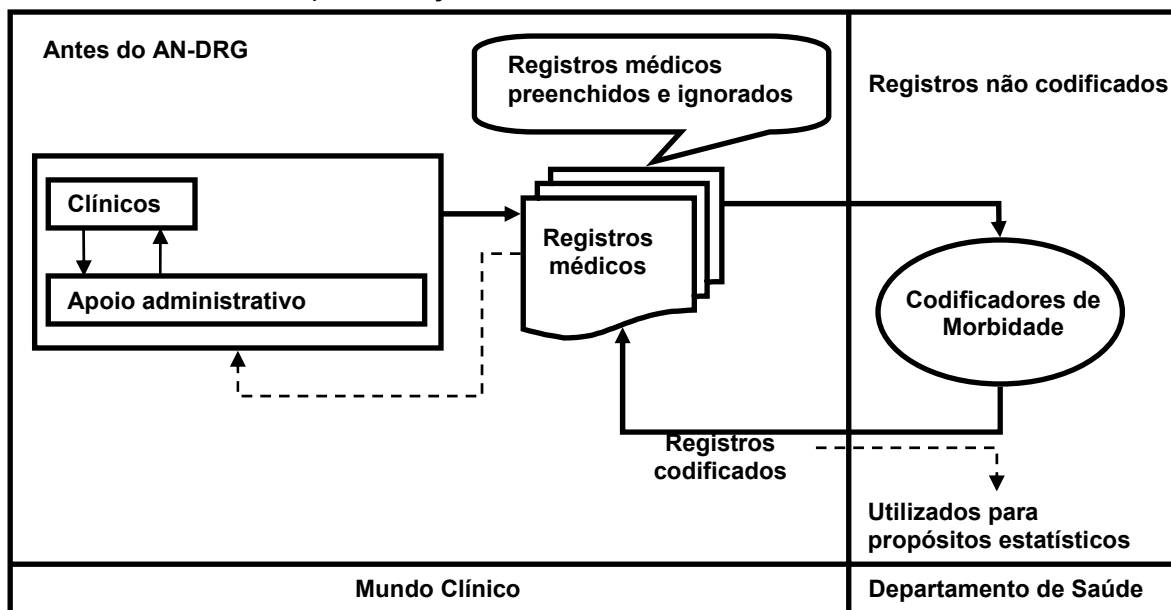 Antes do AN-DRG
Registros médicos
preenchidos e ignorados
Registros não codificados
Clínicos
Apoio administrativo
Registros
médicos
Codificadores de
Morbidade
Registros
codificados
Utilizados para
propósitos estatísticos
Mundo Clínico
Departamento de Saúde